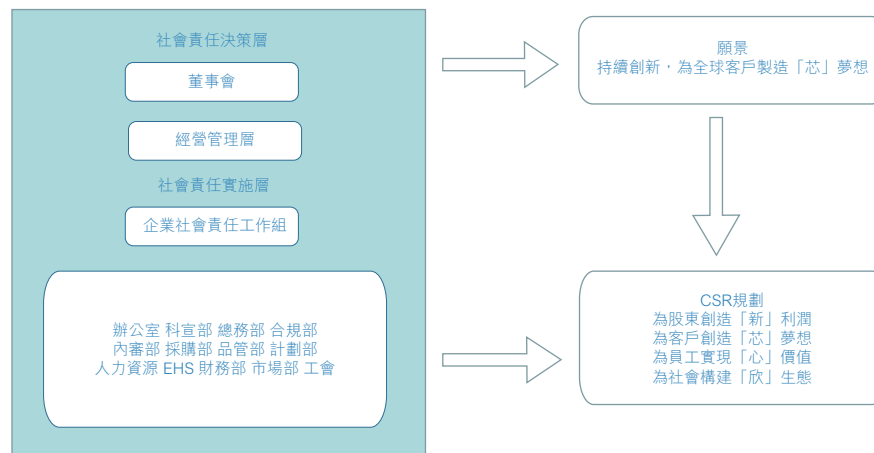 社會責任決策層
董事會
經營管理層
社會責任實施層
企業社會責任工作組
辦公室 科宣部 總務部 合規部
內審部 採購部 品管部 計劃部
人力資源 EHS 財務部 市場部 工會
願景
持續創新，為全球客戶製造「芯」夢想
CSR規劃
為股東創造「新」利潤
為客戶創造「芯」夢想
為員工實現「心」價值
為社會構建「欣」生態